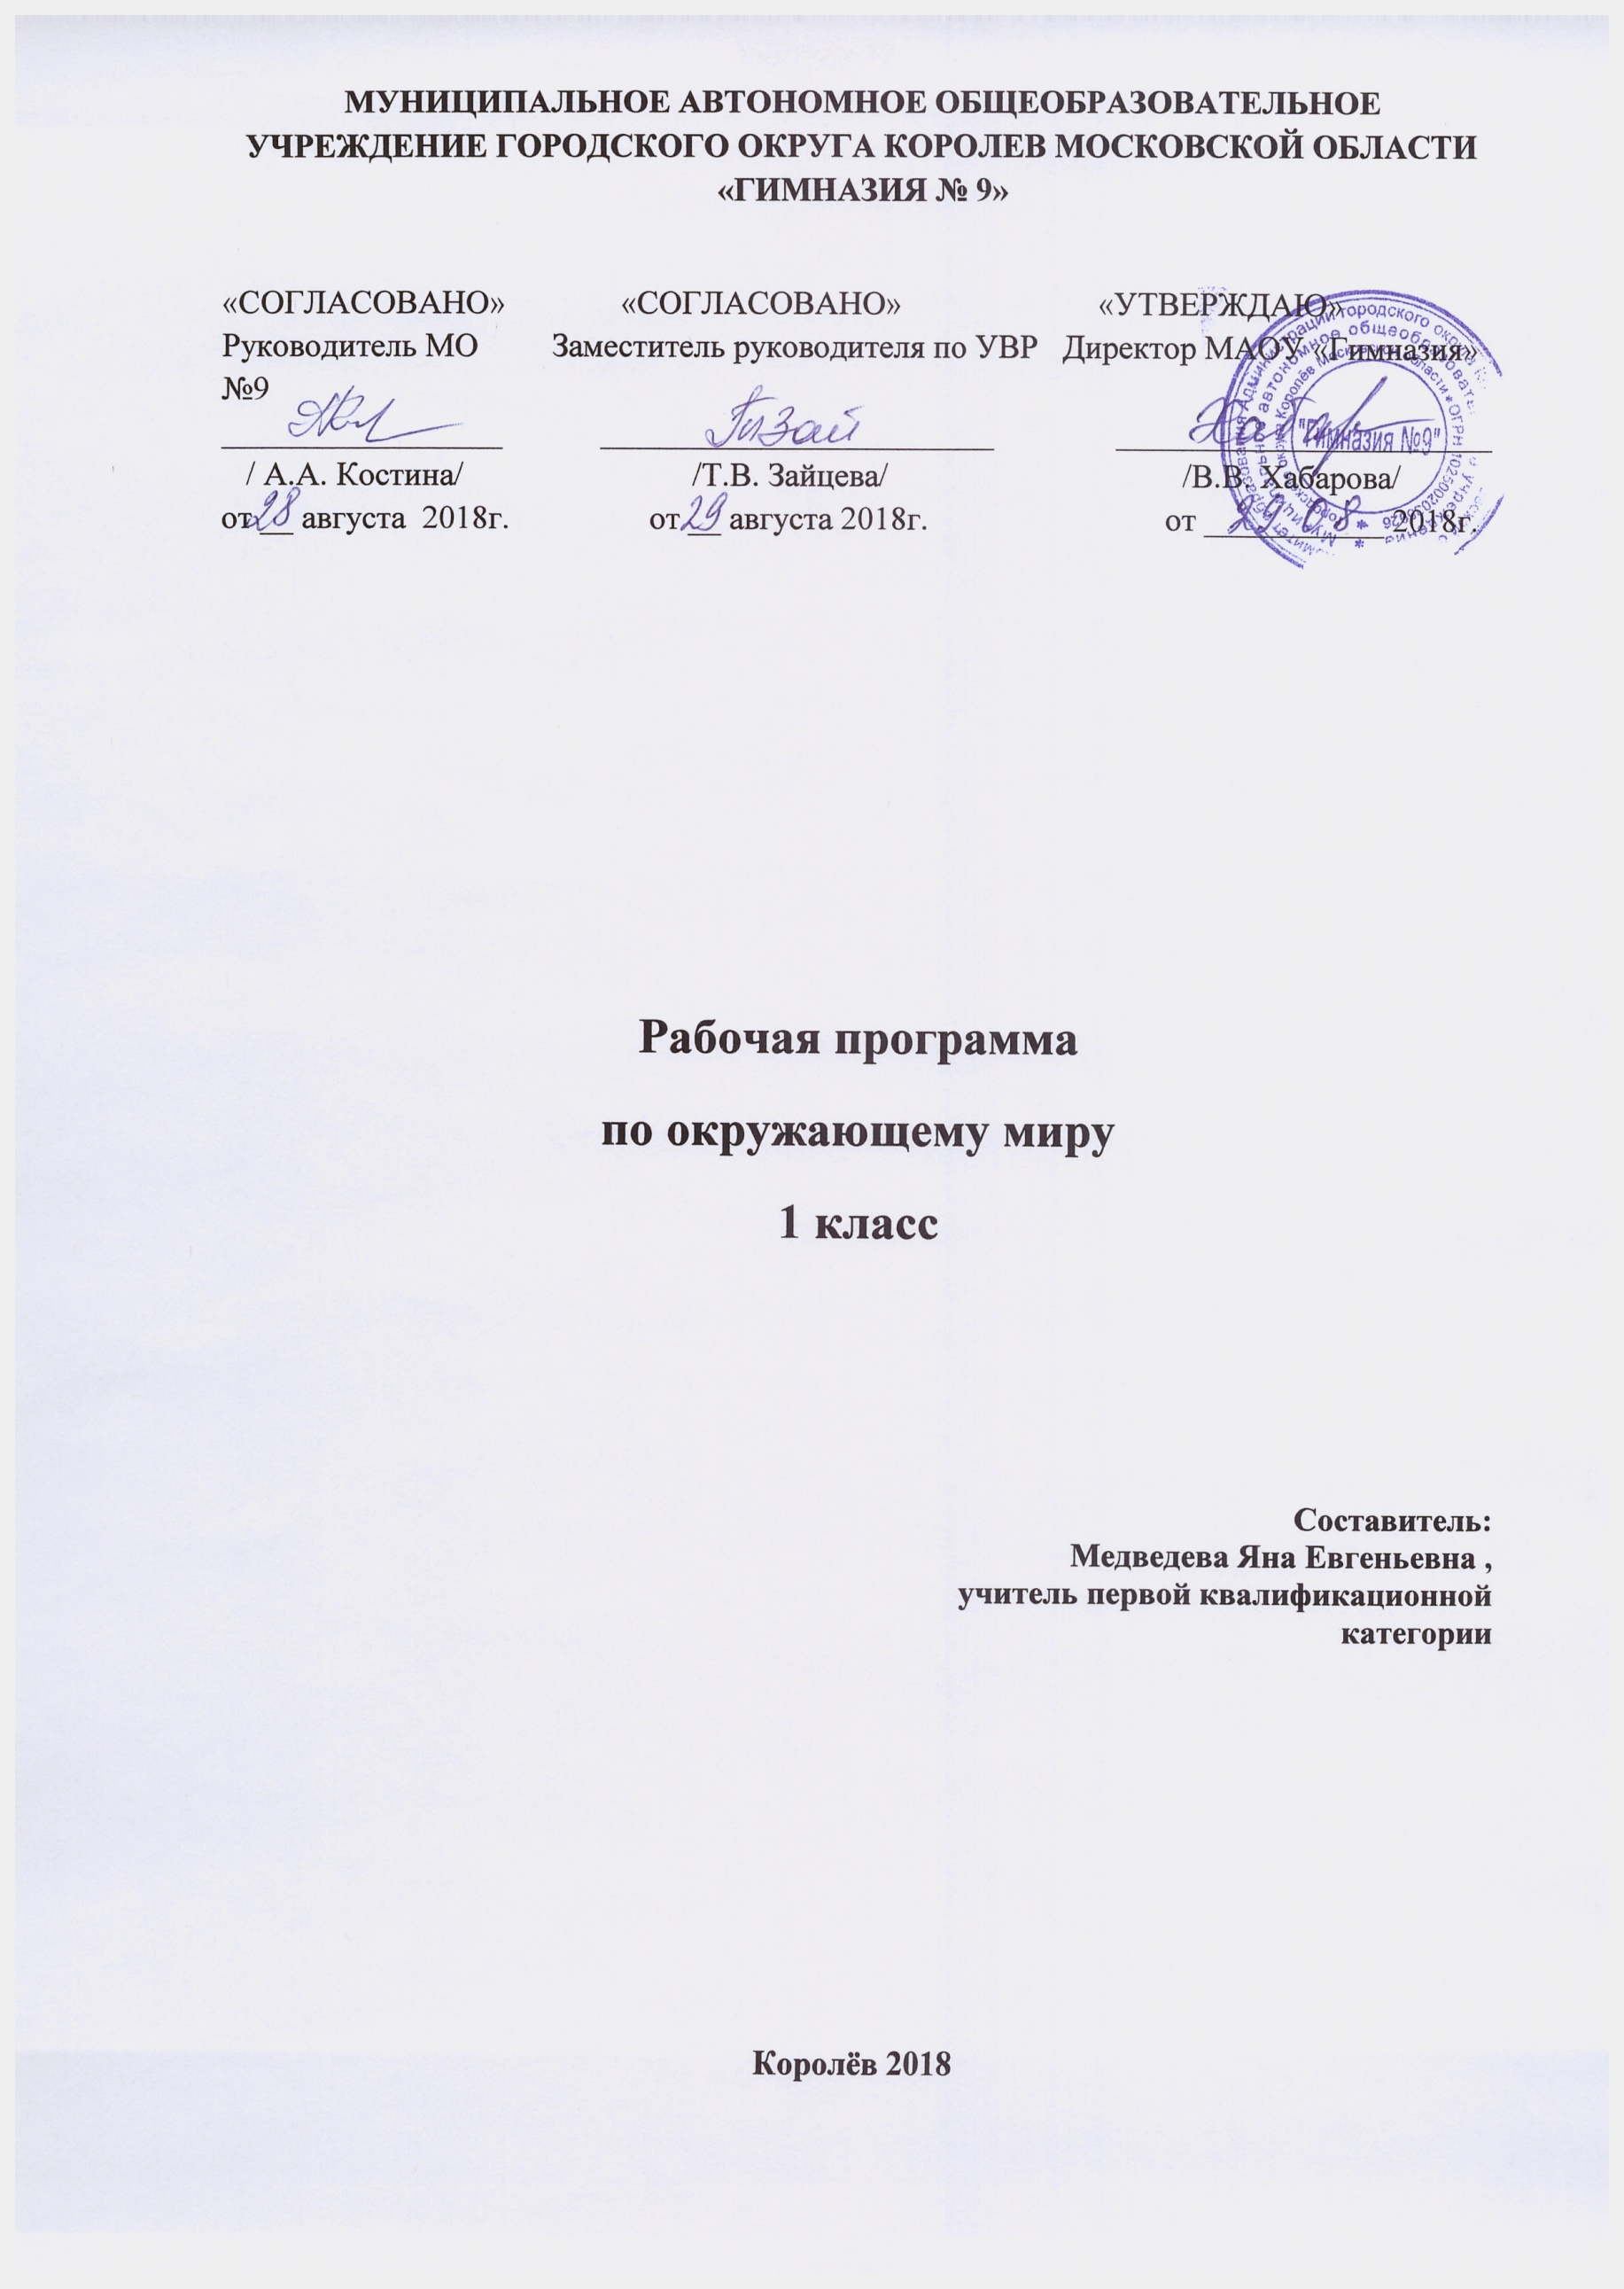 МУНИЦИПАЛЬНОЕ АВТОНОМНОЕ ОБЩЕОБРАЗОВАТЕЛЬНОЕ
УЧРЕЖДЕНИЕ ГОРОДСКОГО ОКРУГА КОРОЛЕВ МОСКОВСКОЙ ОБЛАСТИ
«ГИМНАЗИЯ № 9»
«СОГЛАСОВАНО» «СОГЛАСОВАНО» «УТВЕРЖДАЮ»
Руководитель МО Заместитель руководителя по УВР Директор МАОУ «Гимназия»
№9
"Гимназия №9"
/ А.А. Костина/ /Т.В. Зайцева/ /В.В. Хабарова/
от 28 августа 2018г. от 29 августа 2018г. от 29 08 2018г.
Рабочая программа
по окружающему миру
1 класс
Составитель:
Медведева Яна Евгеньевна ,
учитель первой квалификационной
категории
Королёв 2018